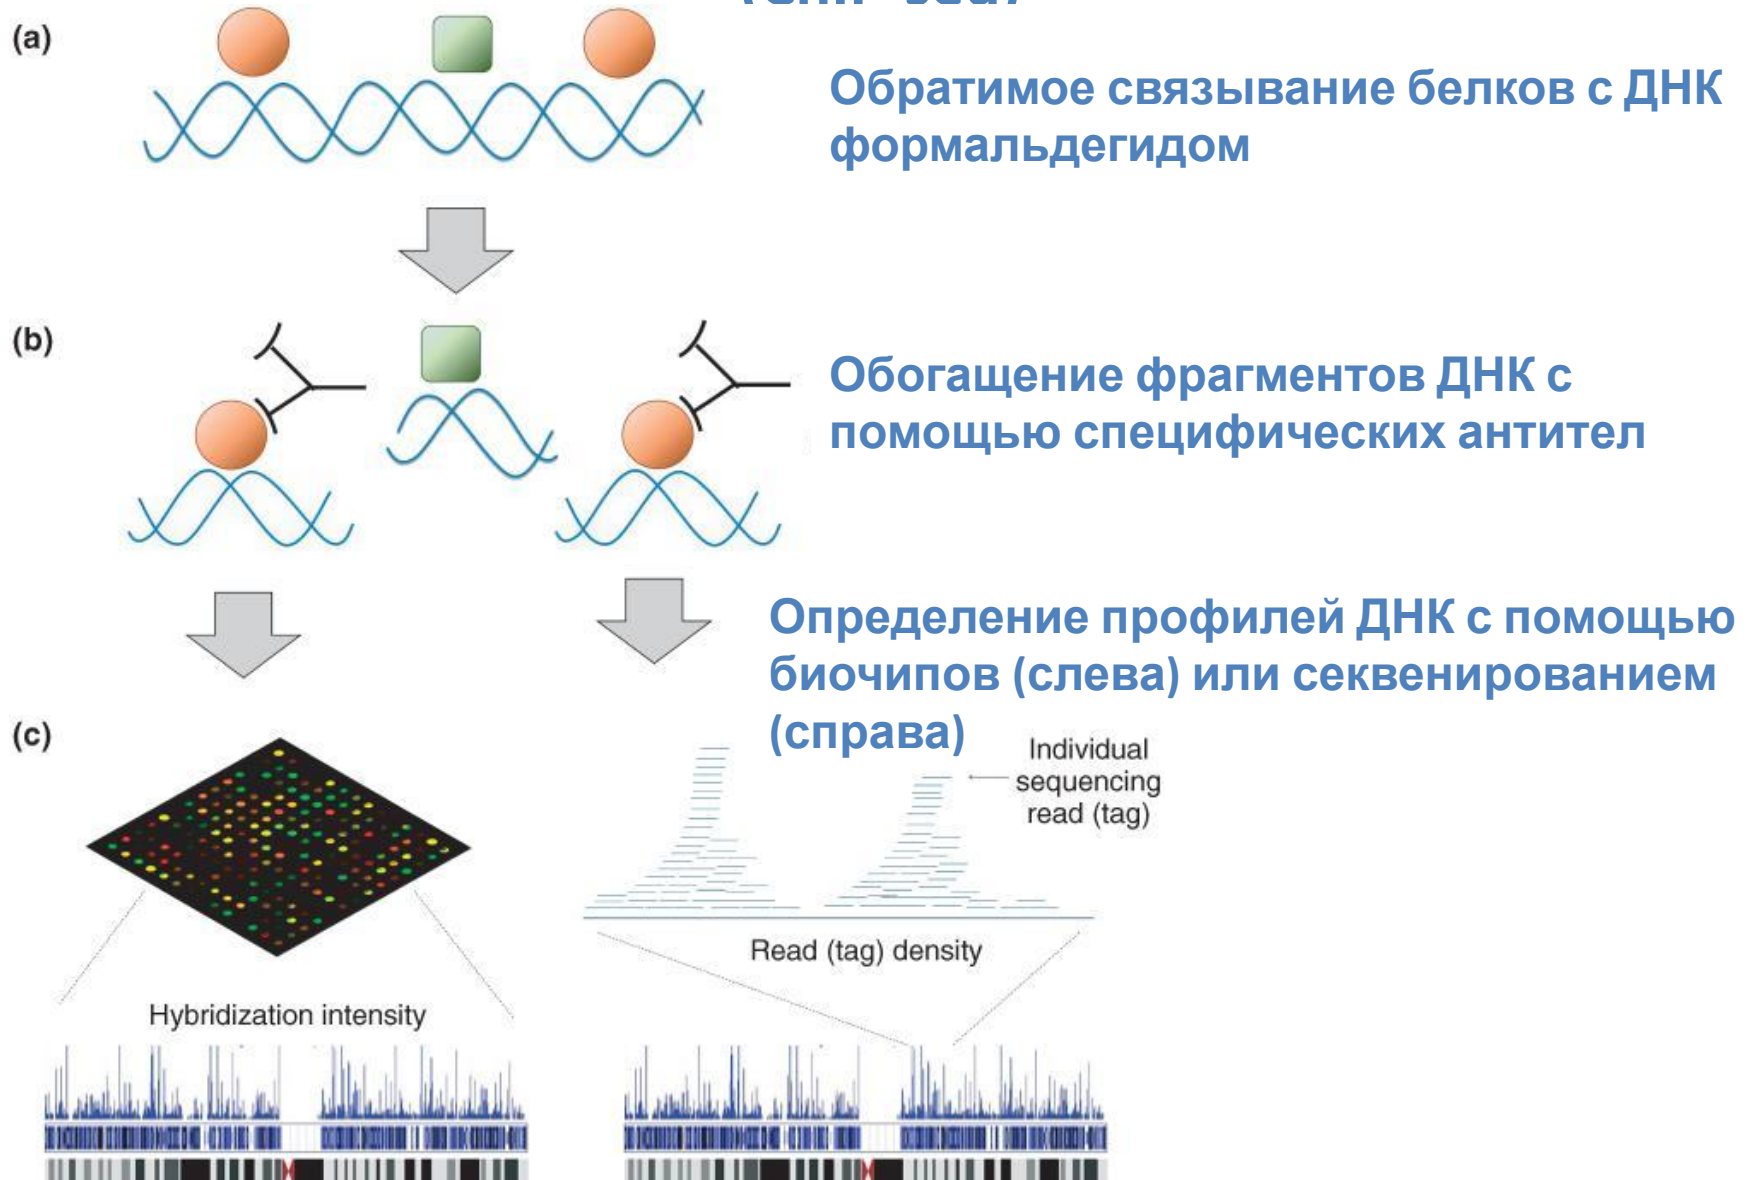 (a)
Обратимое связывание белков с ДНК
формальдегидом
(b)
Обогащение фрагментов ДНК с
помощью специфических антител
Определение профилей ДНК с помощью
биочипов (слева) или секвенированием
(справа)
(c)
Individual
sequencing
read (tag)
Read (tag) density
Hybridization intensity